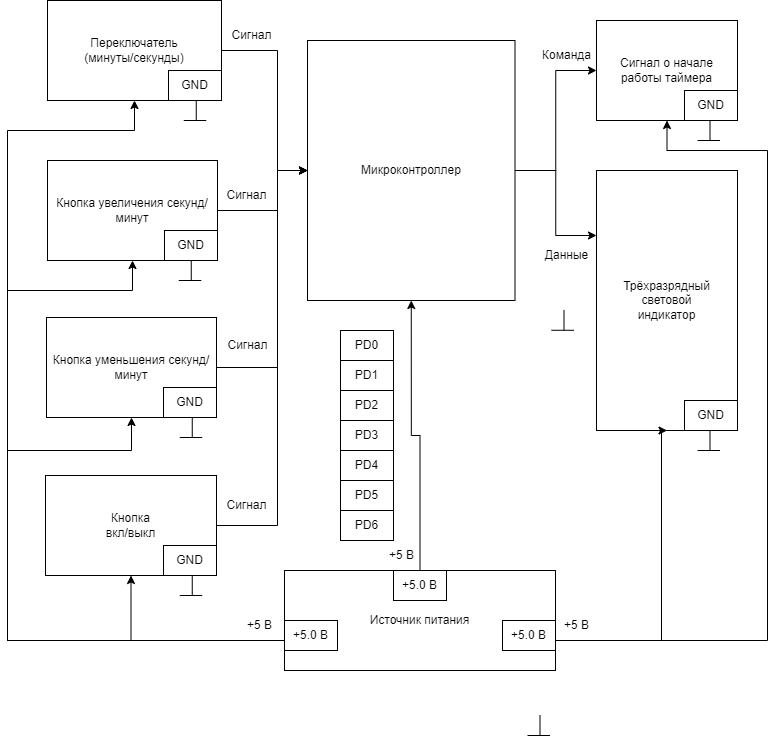 Переключатель
(минуты/секунды)
GND
Сигнал
Кнопка увеличения секунд/
минут
GND
Сигнал
Кнопка уменьшения секунд/
минут
GND
Сигнал
Кнопка
вкл/выкл
GND
Сигнал
Микроконтроллер
PD0
PD1
PD2
PD3
PD4
PD5
PD6
Команда
Сигнал о начале
работы таймера
GND
Данные
Трёхразрядный
световой
индикатор
GND
+5 В
+5.0 В
Источник питания
+5 В
+5.0 В
+5.0 В
+5 В